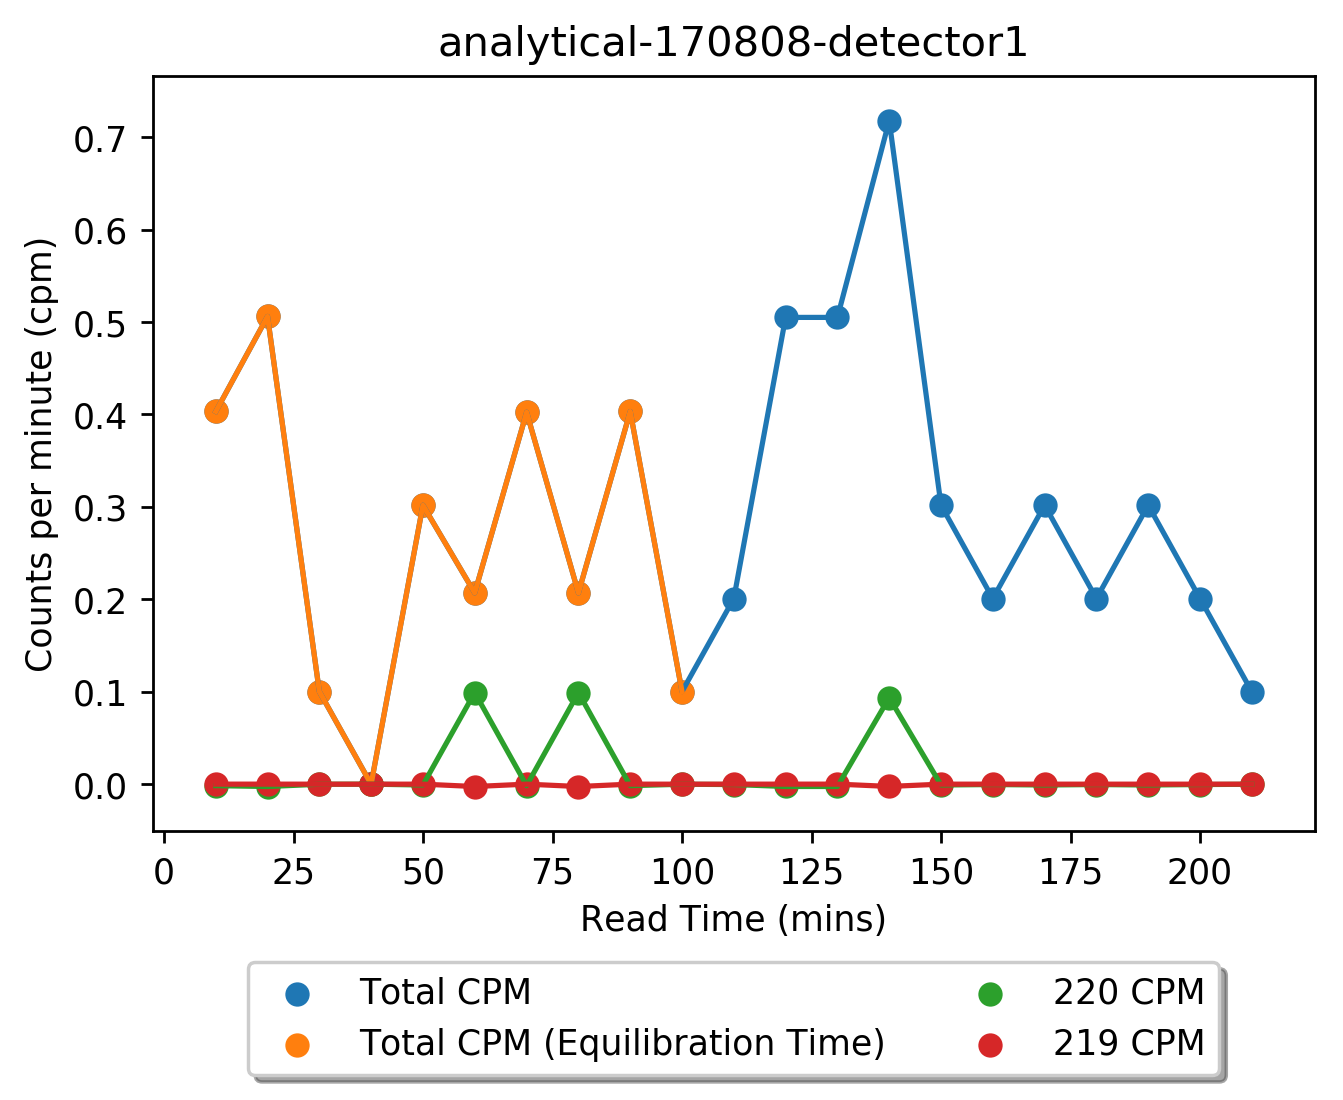 analytical-170808-detector1
Counts per minute (cpm)
0.7
0.6
0.5
0.4
0.3
0.2
0.1
0.0
0 25 50 75 100 125 150 175 200
Read Time (mins)
Total CPM
Total CPM (Equilibration Time)
220 CPM
219 CPM